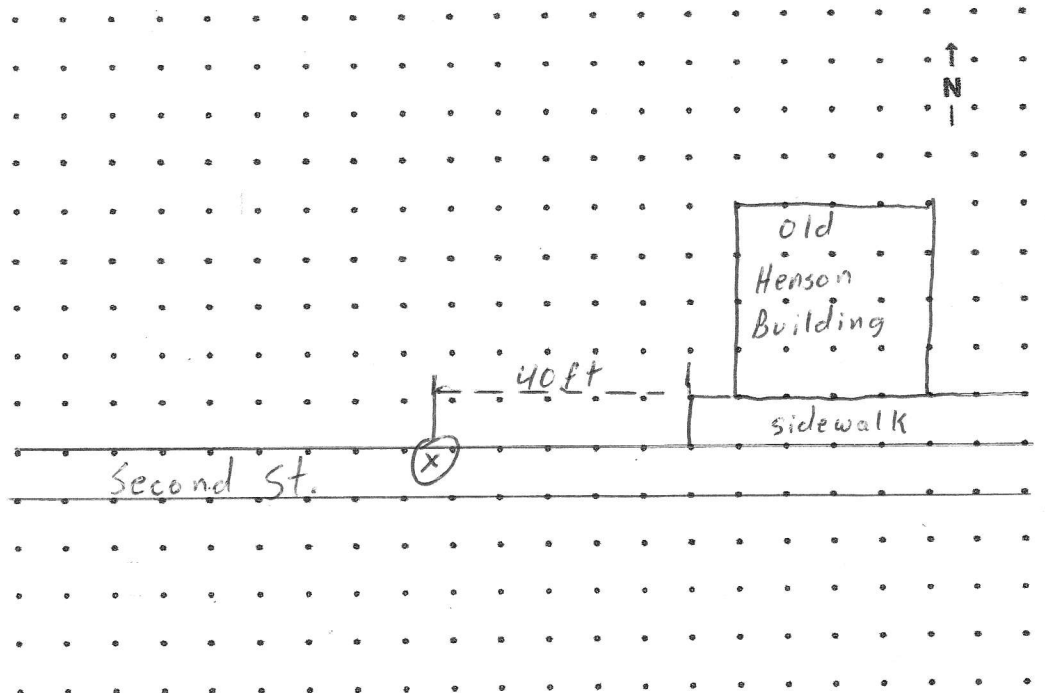 N
Old
Henson
Building
40ft
sidewalk
X
Second St.